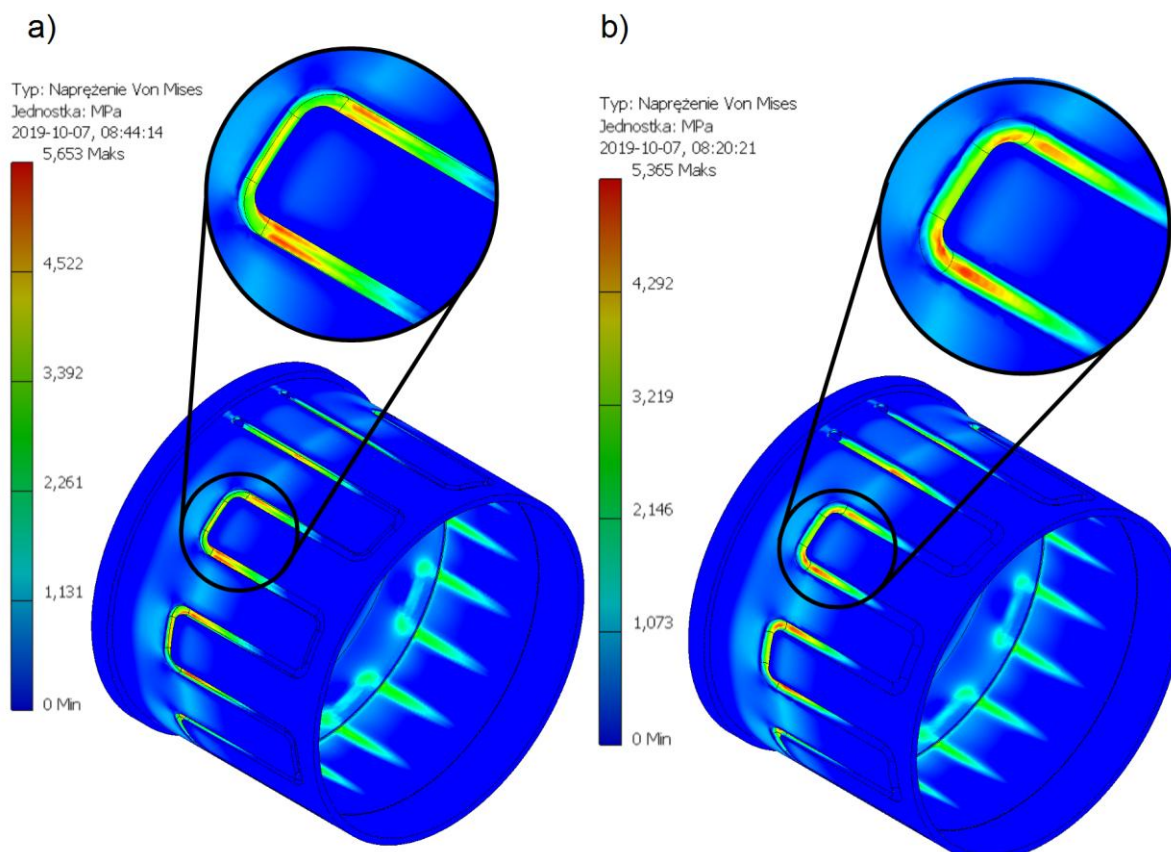 a)
Typ: Naprężenie Von Mises
Jednostka: MPa
2019-10-07, 08:44:14
5,653 Maks
4,522
3,392
2,261
1,131
0 Min
b)
Typ: Naprężenie Von Mises
Jednostka: MPa
2019-10-07, 08:20:21
5,365 Maks
4,292
3,219
2,146
1,073
0 Min